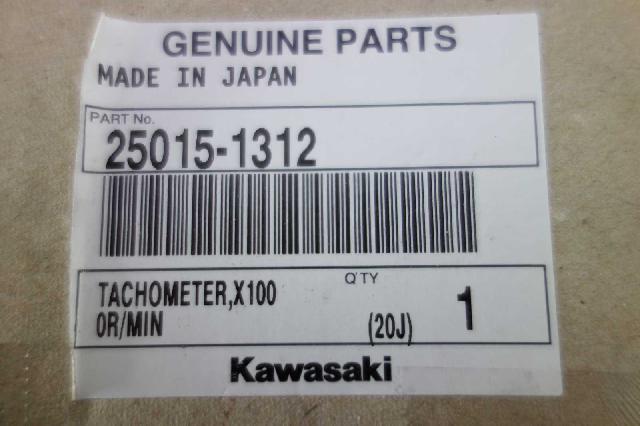 GENUINE PARTS
MADE IN JAPAN
PART No.
25015-1312
TACHOMETER,X100
0R/MIN
Q'TY
(20J)
1
Kawasaki